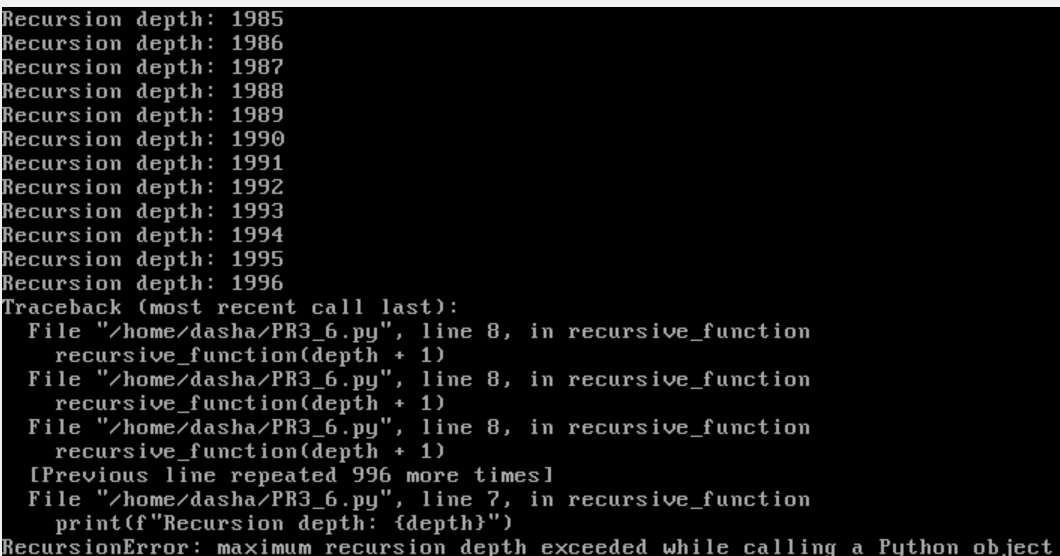 Recursion depth: 1985
Recursion depth: 1986
Recursion depth: 1987
Recursion depth: 1988
Recursion depth: 1989
Recursion depth: 1990
Recursion depth: 1991
Recursion depth: 1992
Recursion depth: 1993
Recursion depth: 1994
Recursion depth: 1995
Recursion depth: 1996
Traceback (most recent call last):
  File "/home/dasha/PR3_6.py", line 8, in recursive_function
    recursive_function(depth + 1)
  File "/home/dasha/PR3_6.py", line 8, in recursive_function
    recursive_function(depth + 1)
  File "/home/dasha/PR3_6.py", line 8, in recursive_function
    recursive_function(depth + 1)
  [Previous line repeated 996 more times]
  File "/home/dasha/PR3_6.py", line 7, in recursive_function
    print(f"Recursion depth: {depth}")
RecursionError: maximum recursion depth exceeded while calling a Python object